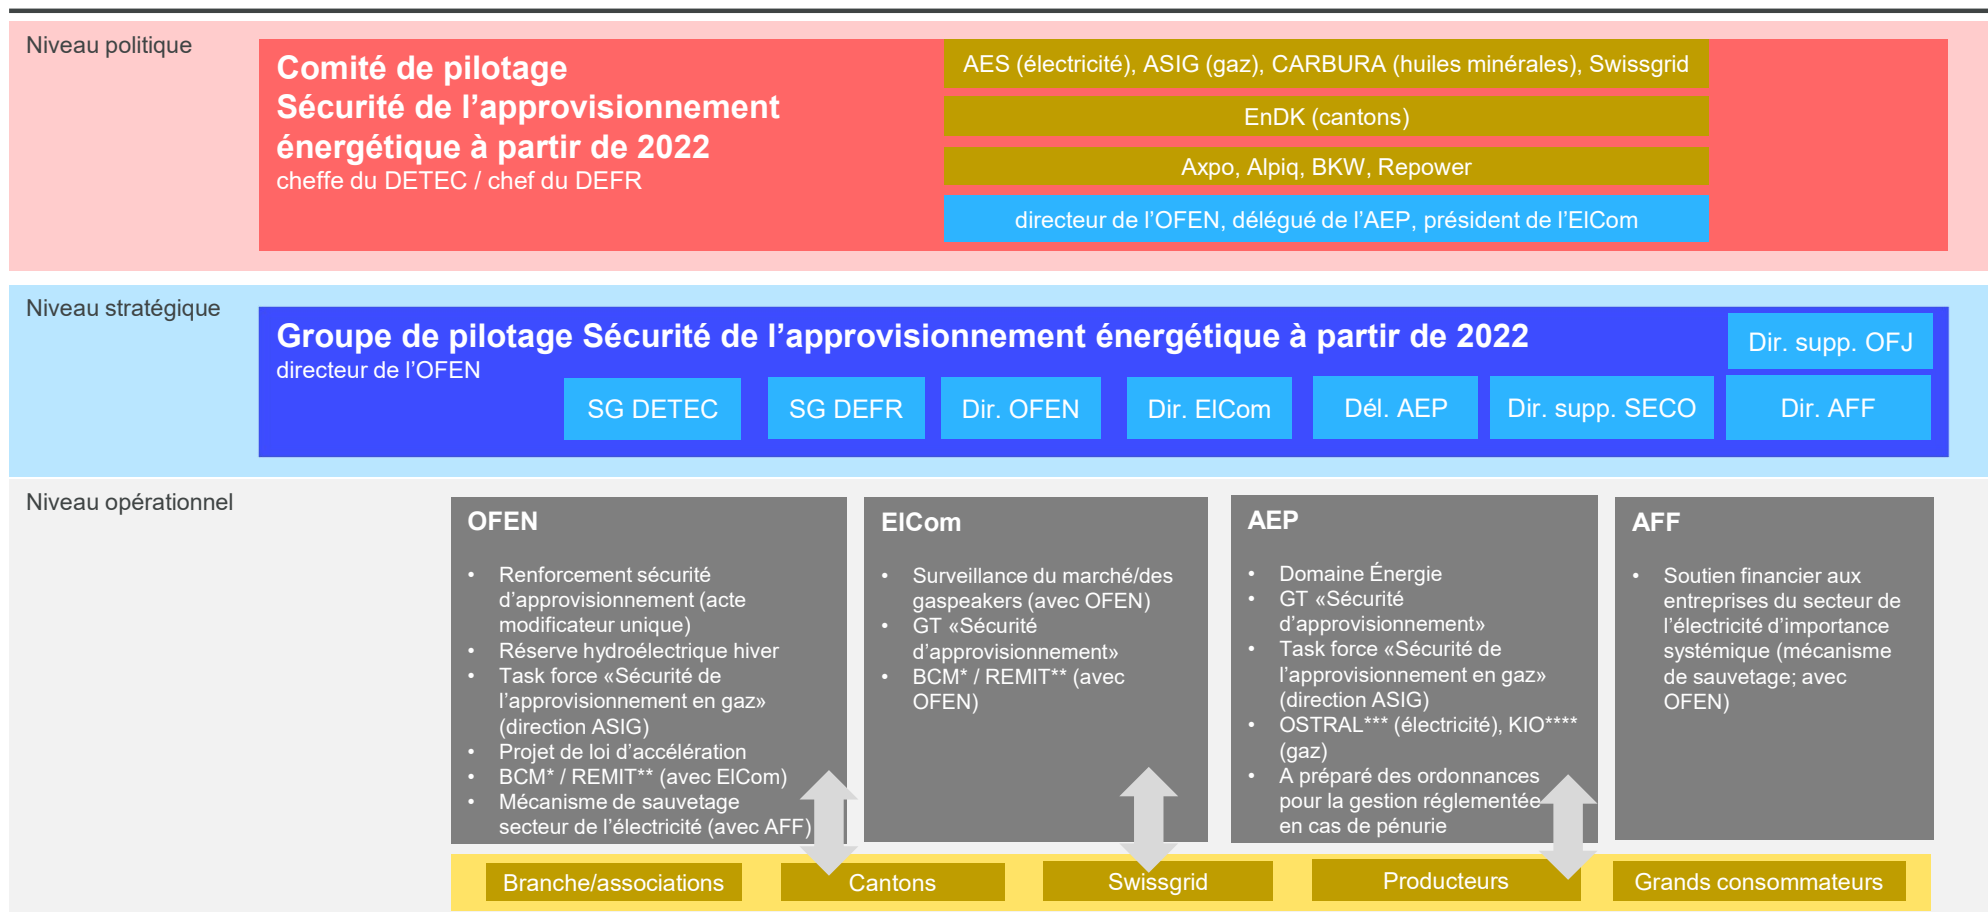 Niveau politique
Comité de pilotage
Sécurité de l’approvisionnement
énergétique à partir de 2022
cheffe du DETEC / chef du DEFR
AES (électricité), ASIG (gaz), CARBURA (huiles minérales), Swissgrid
EnDK (cantons)
Axpo, Alpiq, BKW, Repower
directeur de l’OFEN, délégué de l’AEP, président de l’ElCom
Niveau stratégique
Groupe de pilotage Sécurité de l’approvisionnement énergétique à partir de 2022
directeur de l’OFEN
Dir. supp. OFJ
SG DETEC
SG DEFR
Dir. OFEN
Dir. ElCom
Dél. AEP
Dir. supp. SECO
Dir. AFF
Niveau opérationnel
OFEN
• Renforcement sécurité
d’approvisionnement (acte
modificateur unique)
• Réserve hydroélectrique hiver
• Task force «Sécurité de
l’approvisionnement en gaz»
(direction ASIG)
• Projet de loi d’accélération
• BCM* / REMIT** (avec ElCom)
• Mécanisme de sauvetage
secteur de l’électricité (avec AFF)
ElCom
• Surveillance du marché/des
gaspeakers (avec OFEN)
• GT «Sécurité
d’approvisionnement»
• BCM* / REMIT** (avec
OFEN)
AEP
• Domaine Énergie
• GT «Sécurité
d’approvisionnement»
• Task force «Sécurité de
l’approvisionnement en gaz»
(direction ASIG)
• OSTRAL*** (électricité), KIO****
(gaz)
• A préparé des ordonnances
pour la gestion réglementée
en cas de pénurie
AFF
• Soutien financier aux
entreprises du secteur de
l’électricité d’importance
systémique (mécanisme
de sauvetage; avec
OFEN)
Branche/associations
Cantons
Swissgrid
Producteurs
Grands consommateurs